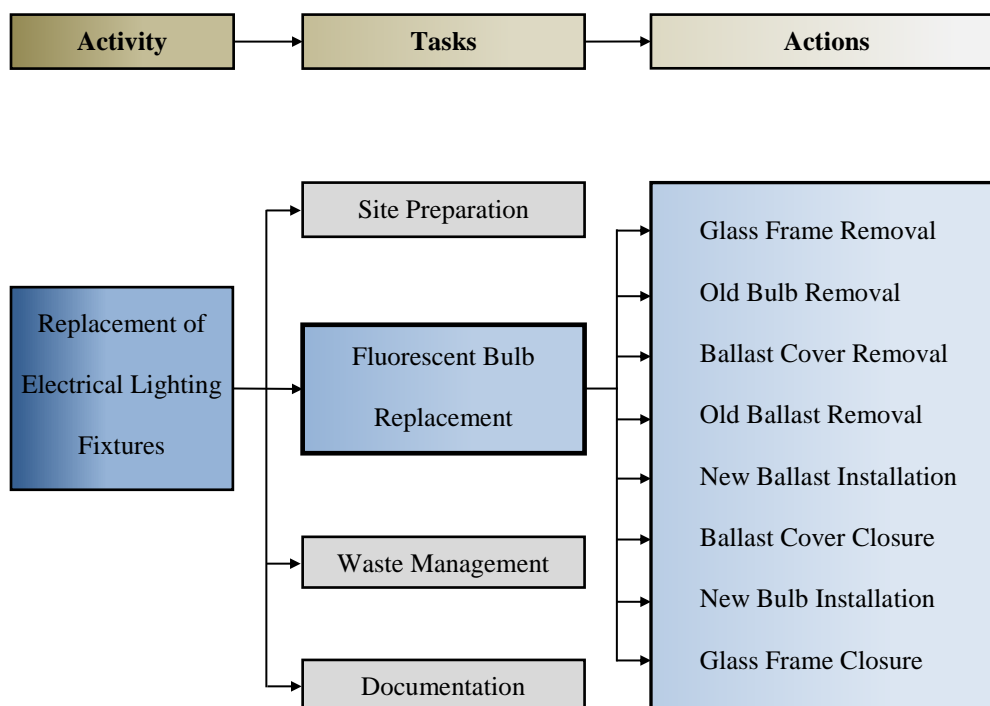 Activity
Tasks
Actions
Replacement of
Electrical Lighting
Fixtures
Site Preparation
Fluorescent Bulb
Replacement
Waste Management
Documentation
Glass Frame Removal
Old Bulb Removal
Ballast Cover Removal
Old Ballast Removal
New Ballast Installation
Ballast Cover Closure
New Bulb Installation
Glass Frame Closure